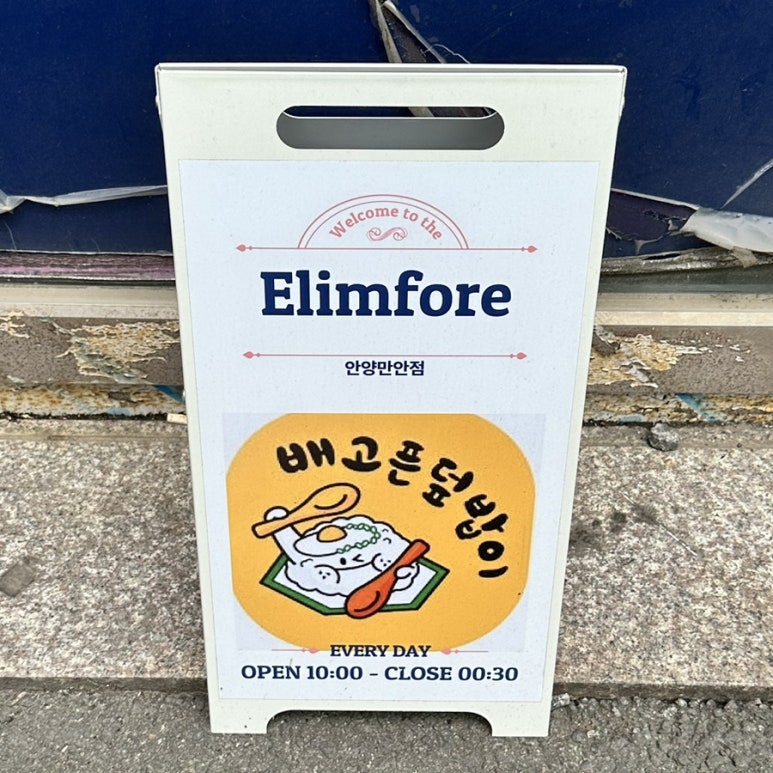 Welcome to the
Elimfore
안양만안점
배고픈덮밥이
EVERY DAY
OPEN 10:00 - CLOSE 00:30